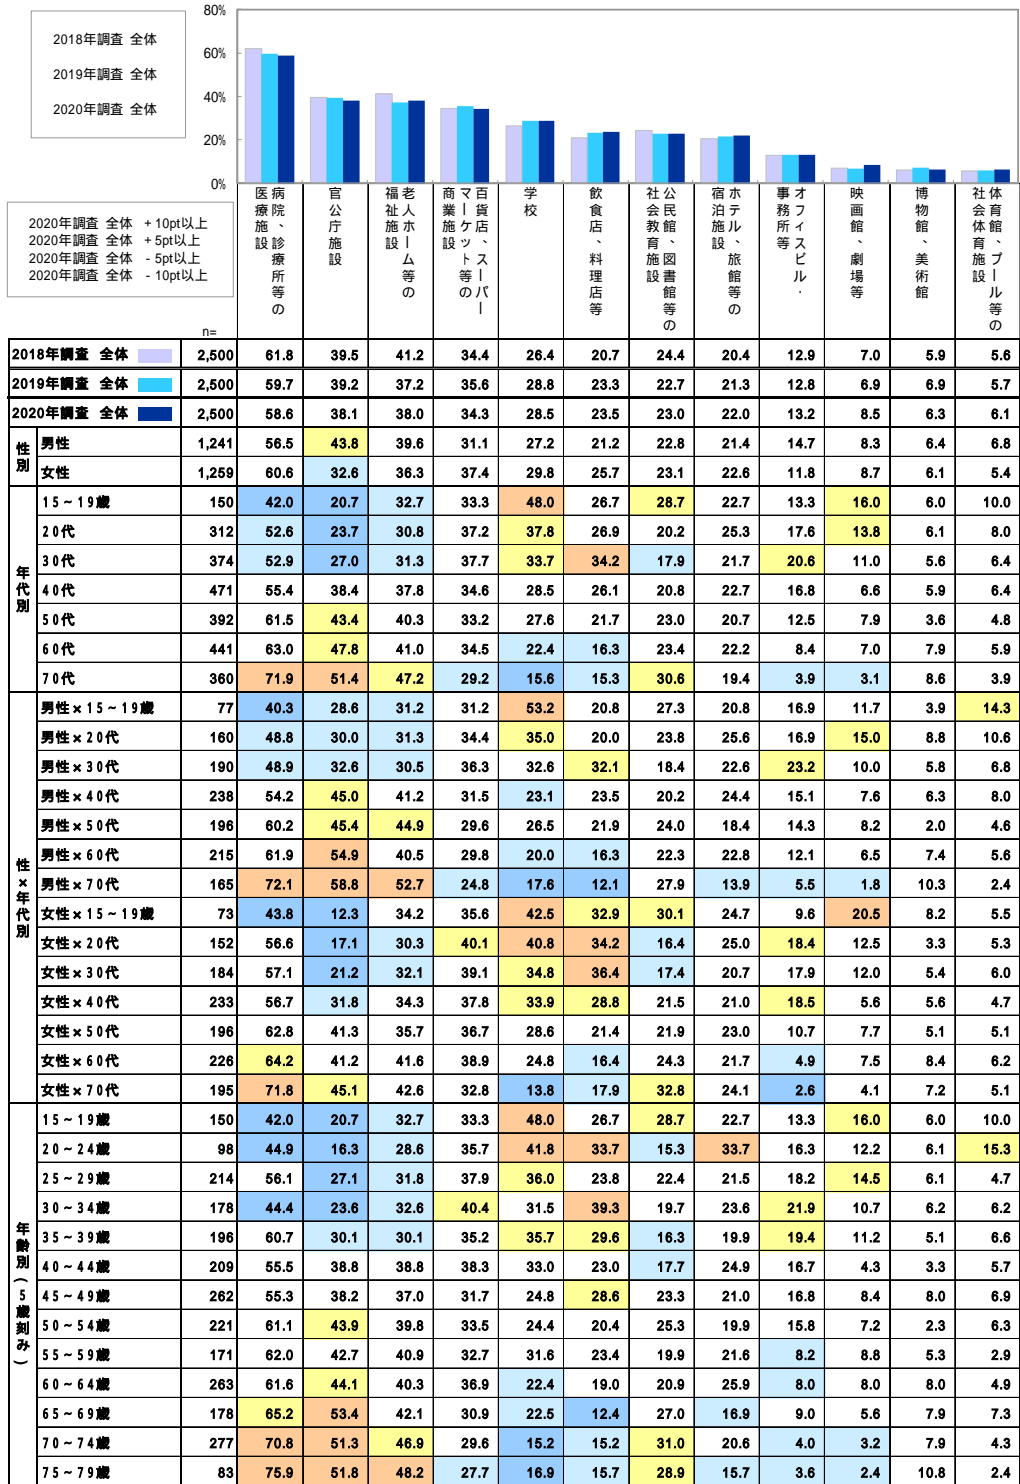 80%
60%
40%
20%
0%
2018年調査 全体
2019年調査 全体
2020年調査 全体
2020年調査 全体 +10pt以上
2020年調査 全体 +5pt以上
2020年調査 全体 -5pt以上
2020年調査 全体 -10pt以上
病院、診療所等の医療施設
官公庁施設
老人ホーム等の福祉施設
百貨店、スーパーマーケット等の商業施設
学校
飲食店、料理店等
公民館、図書館等の社会教育施設
ホテル、旅館等の宿泊施設
オフィスビル・事務所等
映画館、劇場等
博物館、美術館
体育館、プール等の社会体育施設
n=
2018年調査 全体 2,500 61.8 39.5 41.2 34.4 26.4 20.7 24.4 20.4 12.9 7.0 5.9 5.6
2019年調査 全体 2,500 59.7 39.2 37.2 35.6 28.8 23.3 22.7 21.3 12.8 6.9 6.9 5.7
2020年調査 全体 2,500 58.6 38.1 38.0 34.3 28.5 23.5 23.0 22.0 13.2 8.5 6.3 6.1
性別
男性 1,241 56.5 43.8 39.6 31.1 27.2 21.2 22.8 21.4 14.7 8.3 6.4 6.8
女性 1,259 60.6 32.6 36.3 37.4 29.8 25.7 23.1 22.6 11.8 8.7 6.1 5.4
年代別
15~19歳 150 42.0 20.7 32.7 33.3 48.0 26.7 28.7 22.7 13.3 16.0 6.0 10.0
20代 312 52.6 23.7 30.8 37.2 37.8 26.9 20.2 25.3 17.6 13.8 6.1 8.0
30代 374 52.9 27.0 31.3 37.7 33.7 34.2 17.9 21.7 20.6 11.0 5.6 6.4
40代 471 55.4 38.4 37.8 34.6 28.5 26.1 20.8 22.7 16.8 6.6 5.9 6.4
50代 392 61.5 43.4 40.3 33.2 27.6 21.7 23.0 20.7 12.5 7.9 3.6 4.8
60代 441 63.0 47.8 41.0 34.5 22.4 16.3 23.4 22.2 8.4 7.0 7.9 5.9
70代 360 71.9 51.4 47.2 29.2 15.6 15.3 30.6 19.4 3.9 3.1 8.6 3.9
性×年代別
男性×15~19歳 77 40.3 28.6 31.2 31.2 53.2 20.8 27.3 20.8 16.9 11.7 3.9 14.3
男性×20代 160 48.8 30.0 31.3 34.4 35.0 20.0 23.8 25.6 16.9 15.0 8.8 10.6
男性×30代 190 48.9 32.6 30.5 36.3 32.6 32.1 18.4 22.6 23.2 10.0 5.8 6.8
男性×40代 238 54.2 45.0 41.2 31.5 23.1 23.5 20.2 24.4 15.1 7.6 6.3 8.0
男性×50代 196 60.2 45.4 44.9 29.6 26.5 21.9 24.0 18.4 14.3 8.2 2.0 4.6
男性×60代 215 61.9 54.9 40.5 29.8 20.0 16.3 22.3 22.8 12.1 6.5 7.4 5.6
男性×70代 165 72.1 58.8 52.7 24.8 17.6 12.1 27.9 13.9 5.5 1.8 10.3 2.4
女性×15~19歳 73 43.8 12.3 34.2 35.6 42.5 32.9 30.1 24.7 9.6 20.5 8.2 5.5
女性×20代 152 56.6 17.1 30.3 40.1 40.8 34.2 16.4 25.0 18.4 12.5 3.3 5.3
女性×30代 184 57.1 21.2 32.1 39.1 34.8 36.4 17.4 20.7 17.9 12.0 5.4 6.0
女性×40代 233 56.7 31.8 34.3 37.8 33.9 28.8 21.5 21.0 18.5 5.6 5.6 4.7
女性×50代 196 62.8 41.3 35.7 36.7 28.6 21.4 21.9 23.0 10.7 7.7 5.1 5.1
女性×60代 226 64.2 41.2 41.6 38.9 24.8 16.4 24.3 21.7 4.9 7.5 8.4 6.2
女性×70代 195 71.8 45.1 42.6 32.8 13.8 17.9 32.8 24.1 2.6 4.1 7.2 5.1
年齢別(5歳刻み)
15~19歳 150 42.0 20.7 32.7 33.3 48.0 26.7 28.7 22.7 13.3 16.0 6.0 10.0
20~24歳 98 44.9 16.3 28.6 35.7 41.8 33.7 15.3 33.7 16.3 12.2 6.1 15.3
25~29歳 214 56.1 27.1 31.8 37.9 36.0 23.8 22.4 21.5 18.2 14.5 6.1 4.7
30~34歳 178 44.4 23.6 32.6 40.4 31.5 39.3 19.7 23.6 21.9 10.7 6.2 6.2
35~39歳 196 60.7 30.1 30.1 35.2 35.7 29.6 16.3 19.9 19.4 11.2 5.1 6.6
40~44歳 209 55.5 38.8 38.8 38.3 33.0 23.0 17.7 24.9 16.7 4.3 3.3 5.7
45~49歳 262 55.3 38.2 37.0 31.7 24.8 28.6 23.3 21.0 16.8 8.4 8.0 6.9
50~54歳 221 61.1 43.9 39.8 33.5 24.4 20.4 25.3 19.9 15.8 7.2 2.3 6.3
55~59歳 171 62.0 42.7 40.9 32.7 31.6 23.4 19.9 21.6 8.2 8.8 5.3 2.9
60~64歳 263 61.6 44.1 40.3 36.9 22.4 19.0 20.9 25.9 8.0 8.0 8.0 4.9
65~69歳 178 65.2 53.4 42.1 30.9 22.5 12.4 27.0 16.9 9.0 5.6 7.9 7.3
70~74歳 277 70.8 51.3 46.9 29.6 15.2 15.2 31.0 20.6 4.0 3.2 7.9 4.3
75~79歳 83 75.9 51.8 48.2 27.7 16.9 15.7 28.9 15.7 3.6 2.4 10.8 2.4